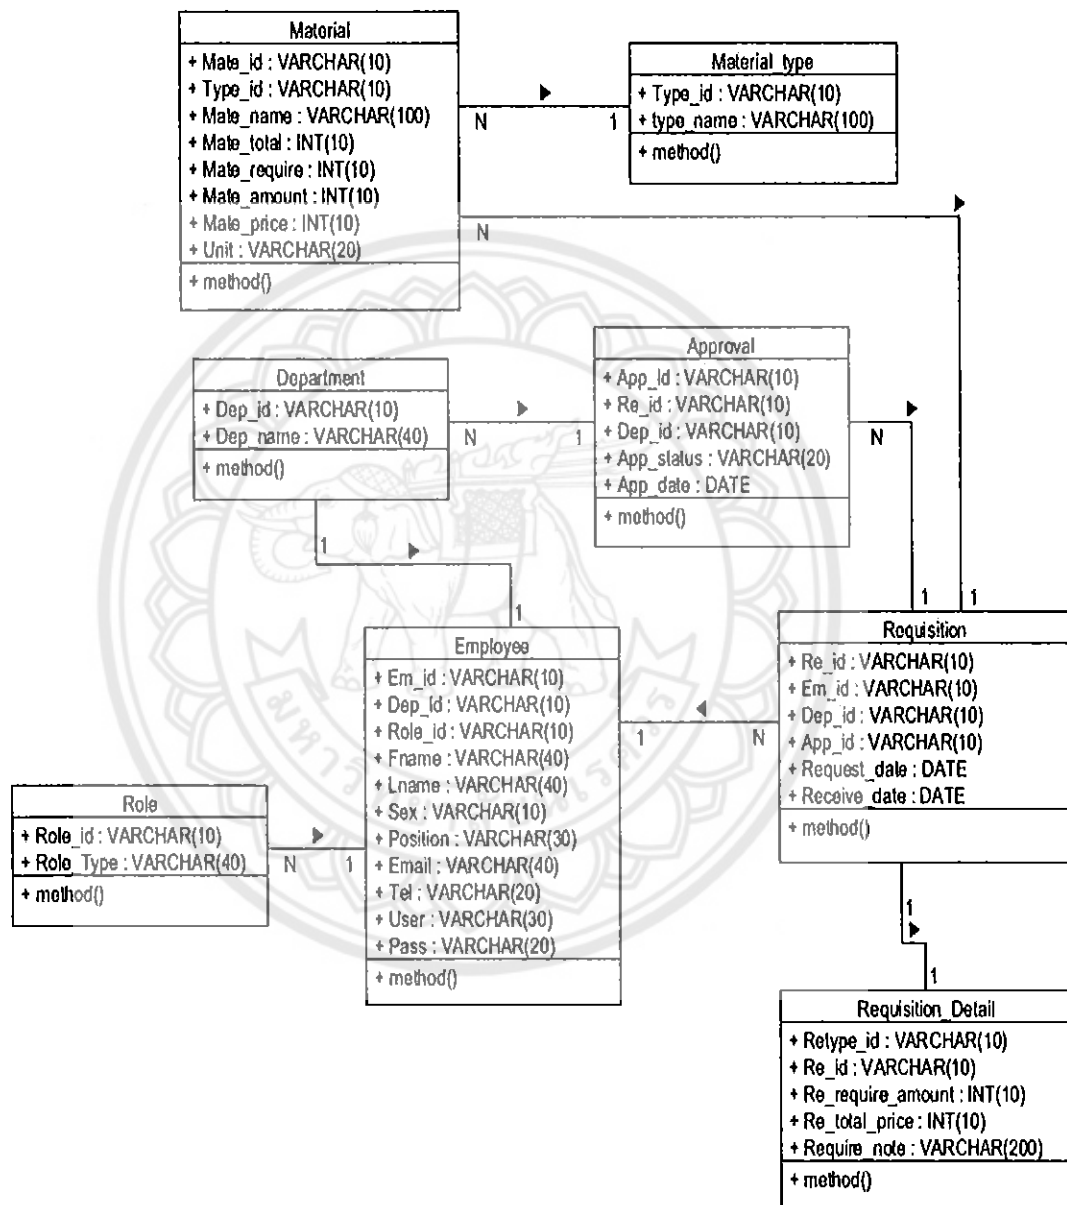 Material
+ Mate_id : VARCHAR(10)
+ Type_id : VARCHAR(10)
+ Mate_name : VARCHAR(100)
+ Mate_total : INT(10)
+ Mate_require : INT(10)
+ Mate_amount : INT(10)
+ Mate_price : INT(10)
+ Unit : VARCHAR(20)
+ method()
N
1
Material_type
+ Type_id : VARCHAR(10)
+ type_name : VARCHAR(100)
+ method()
N
Department
+ Dep_id : VARCHAR(10)
+ Dep_name : VARCHAR(40)
+ method()
N
1
Approval
+ App_id : VARCHAR(10)
+ Re_id : VARCHAR(10)
+ Dep_id : VARCHAR(10)
+ App_status : VARCHAR(20)
+ App_date : DATE
+ method()
N
1
1
1
1
Employee
+ Em_id : VARCHAR(10)
+ Dep_id : VARCHAR(10)
+ Role_id : VARCHAR(10)
+ Fname : VARCHAR(40)
+ Lname : VARCHAR(40)
+ Sex : VARCHAR(10)
+ Position : VARCHAR(30)
+ Email : VARCHAR(40)
+ Tel : VARCHAR(20)
+ User : VARCHAR(30)
+ Pass : VARCHAR(20)
+ method()
1
N
Requisition
+ Re_id : VARCHAR(10)
+ Em_id : VARCHAR(10)
+ Dep_id : VARCHAR(10)
+ App_id : VARCHAR(10)
+ Request_date : DATE
+ Receive_date : DATE
+ method()
Role
+ Role_id : VARCHAR(10)
+ Role_Type : VARCHAR(40)
+ method()
N
1
1
1
Requisition_Detail
+ Retype_id : VARCHAR(10)
+ Re_id : VARCHAR(10)
+ Re_require_amount : INT(10)
+ Re_total_price : INT(10)
+ Require_note : VARCHAR(200)
+ method()